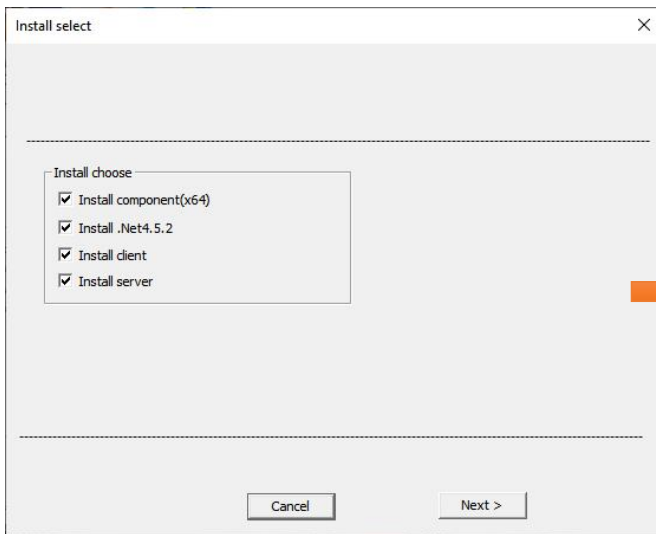 Install select
Install choose
Install component(x64)
Install .Net4.5.2
Install client
Install server
Cancel
Next >